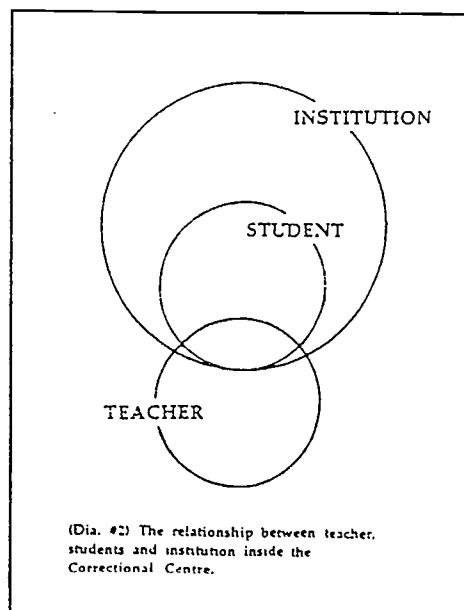 INSTITUTION
STUDENT
TEACHER
(Dia. #2) The relationship between teacher,
students and institution inside the
Correctional Centre.